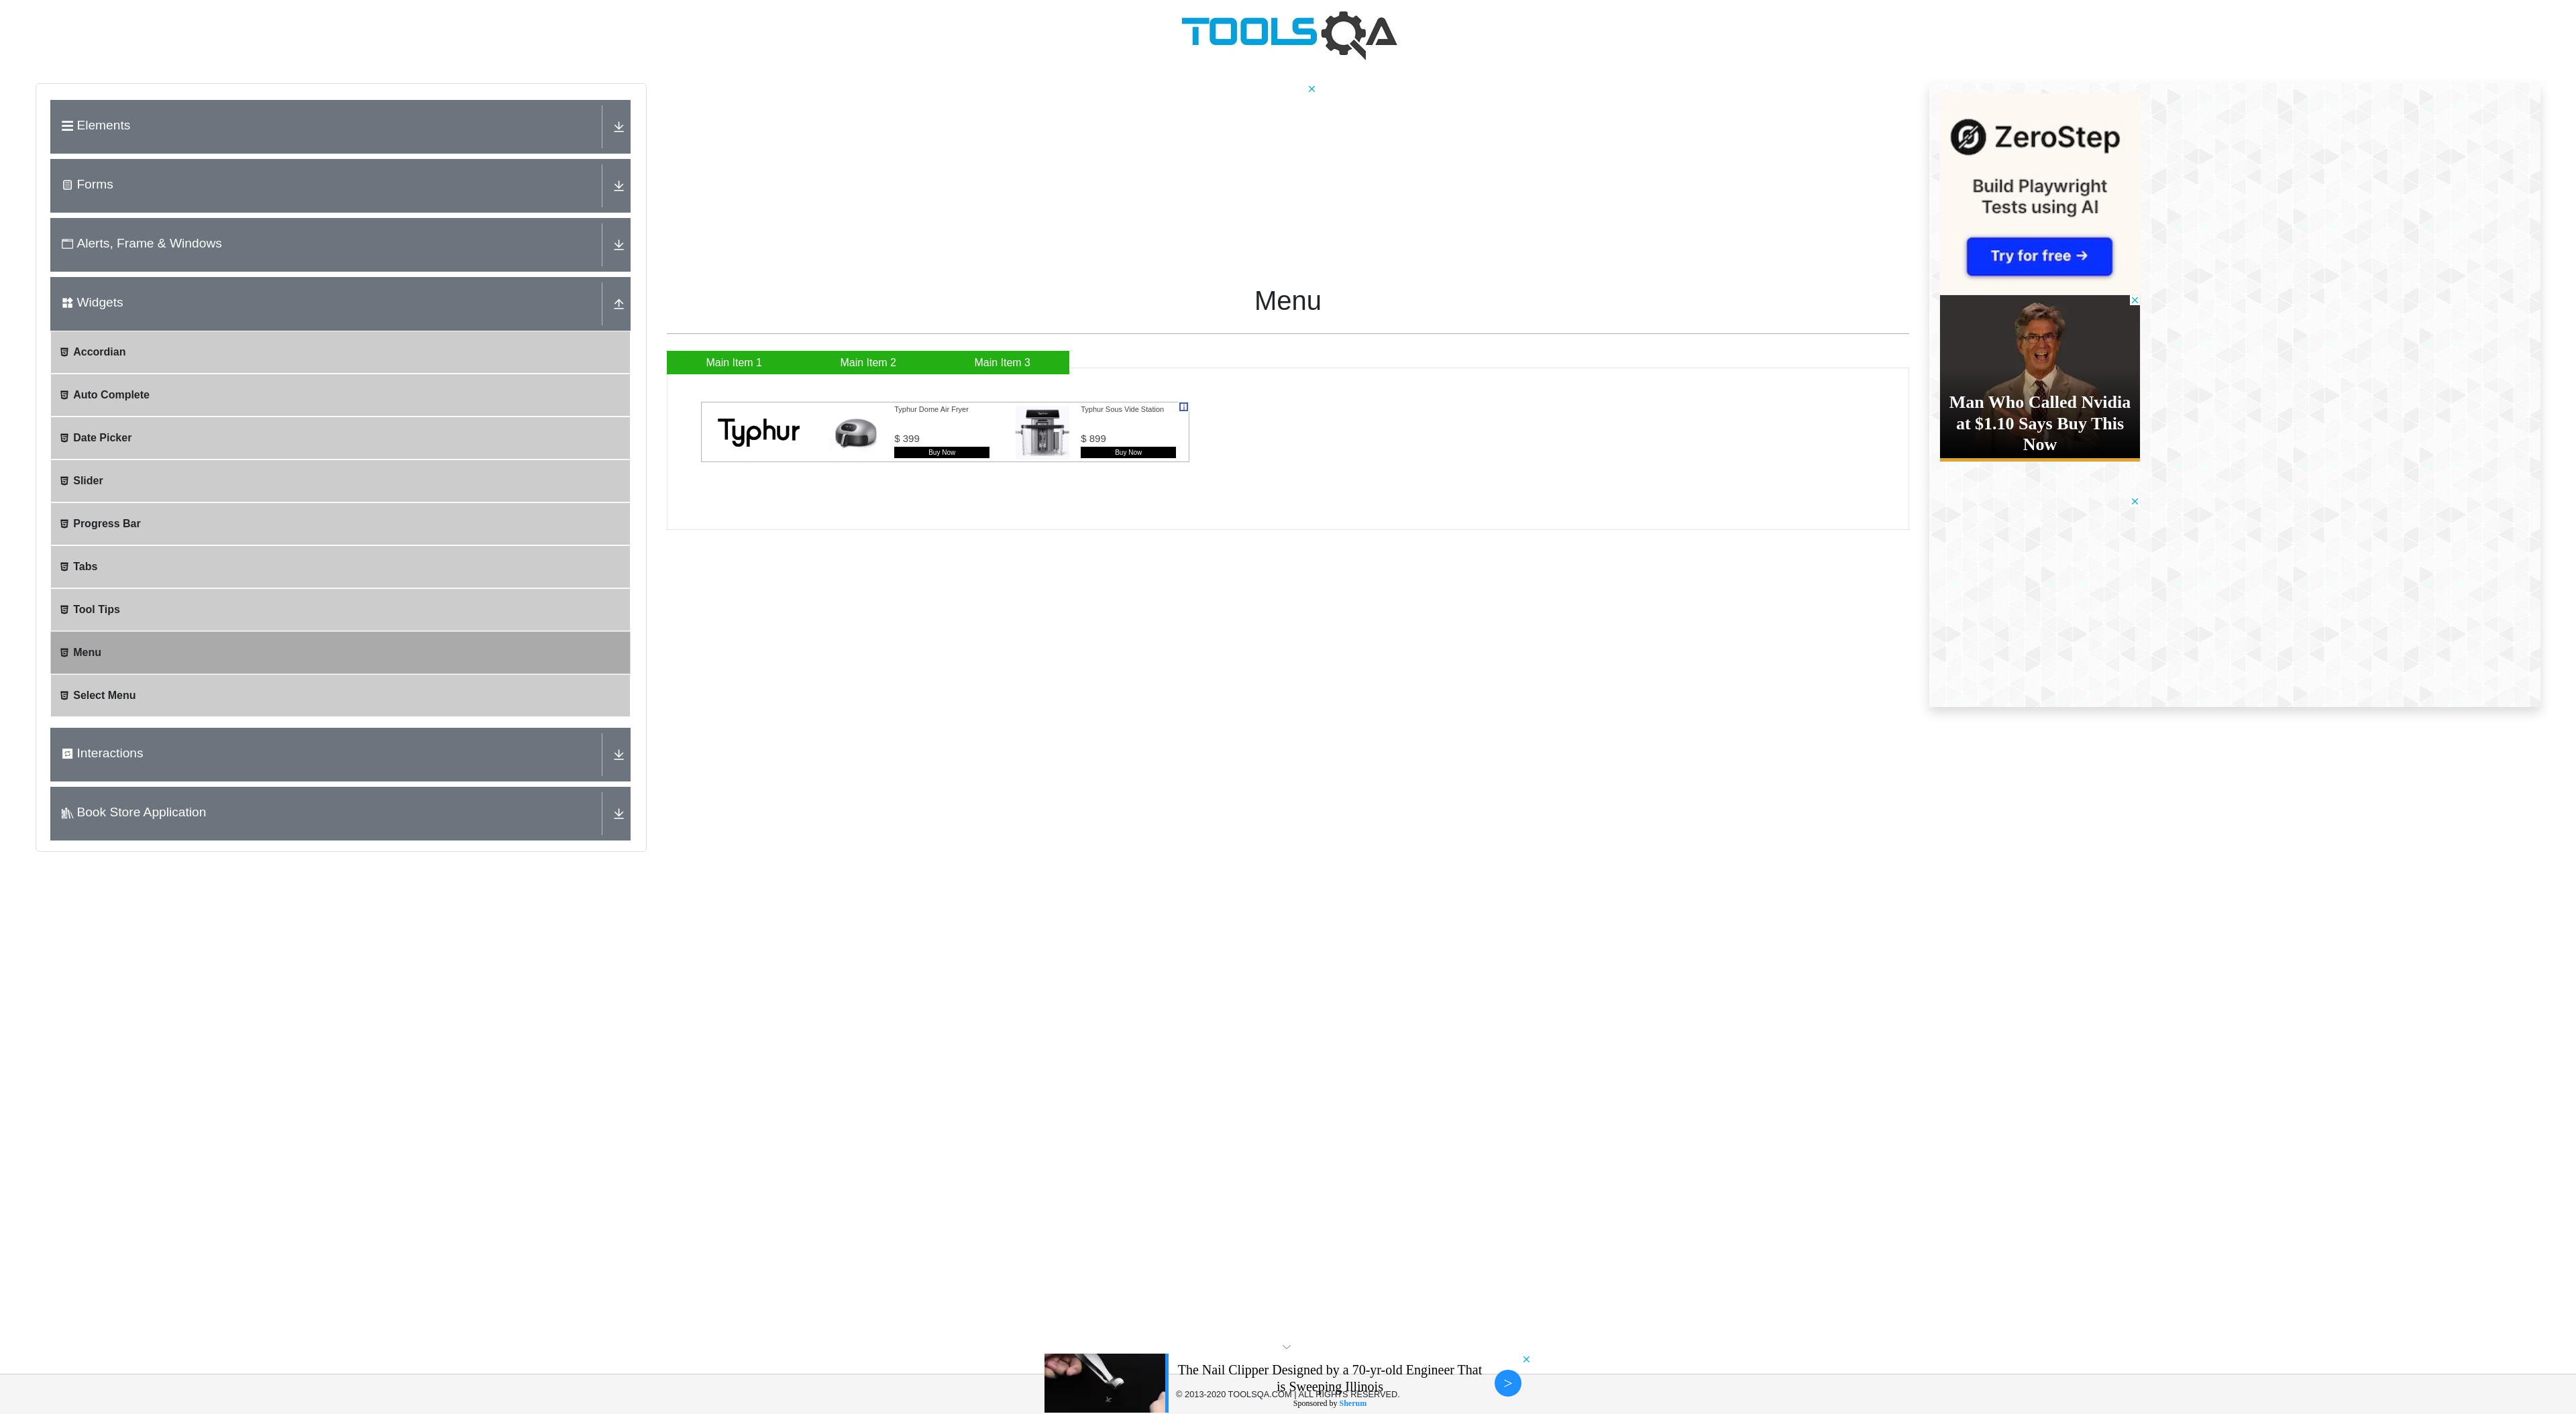 TOOLSQA
Elements
Forms
Alerts, Frame & Windows
Widgets
Accordian
Auto Complete
Date Picker
Slider
Progress Bar
Tabs
Tool Tips
Menu
Select Menu
Interactions
Book Store Application
Menu
Main Item 1
Main Item 2
Main Item 3
Typhur
Typhur Dome Air Fryer
$ 399
Buy Now
Typhur Sous Vide Station
$ 899
Buy Now
ZeroStep
Build Playwright
Tests using AI
Try for free →
Man Who Called Nvidia
at $1.10 Says Buy This
Now
The Nail Clipper Designed by a 70-yr-old Engineer That
is Sweeping Illinois
© 2013-2020 TOOLSQA.COM | ALL RIGHTS RESERVED.
Sponsored by Sherum